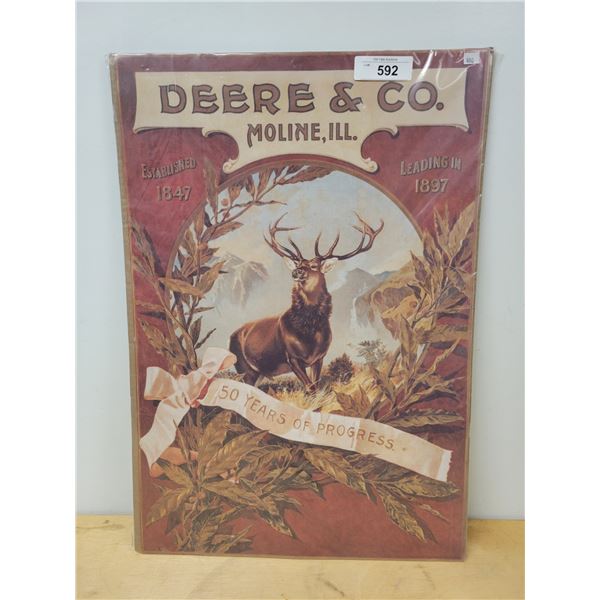 592
DEERE & CO.
MOLINE, ILL.
ESTABLISHED
1847
LEADING IN
1897
50 YEARS OF PROGRESS.